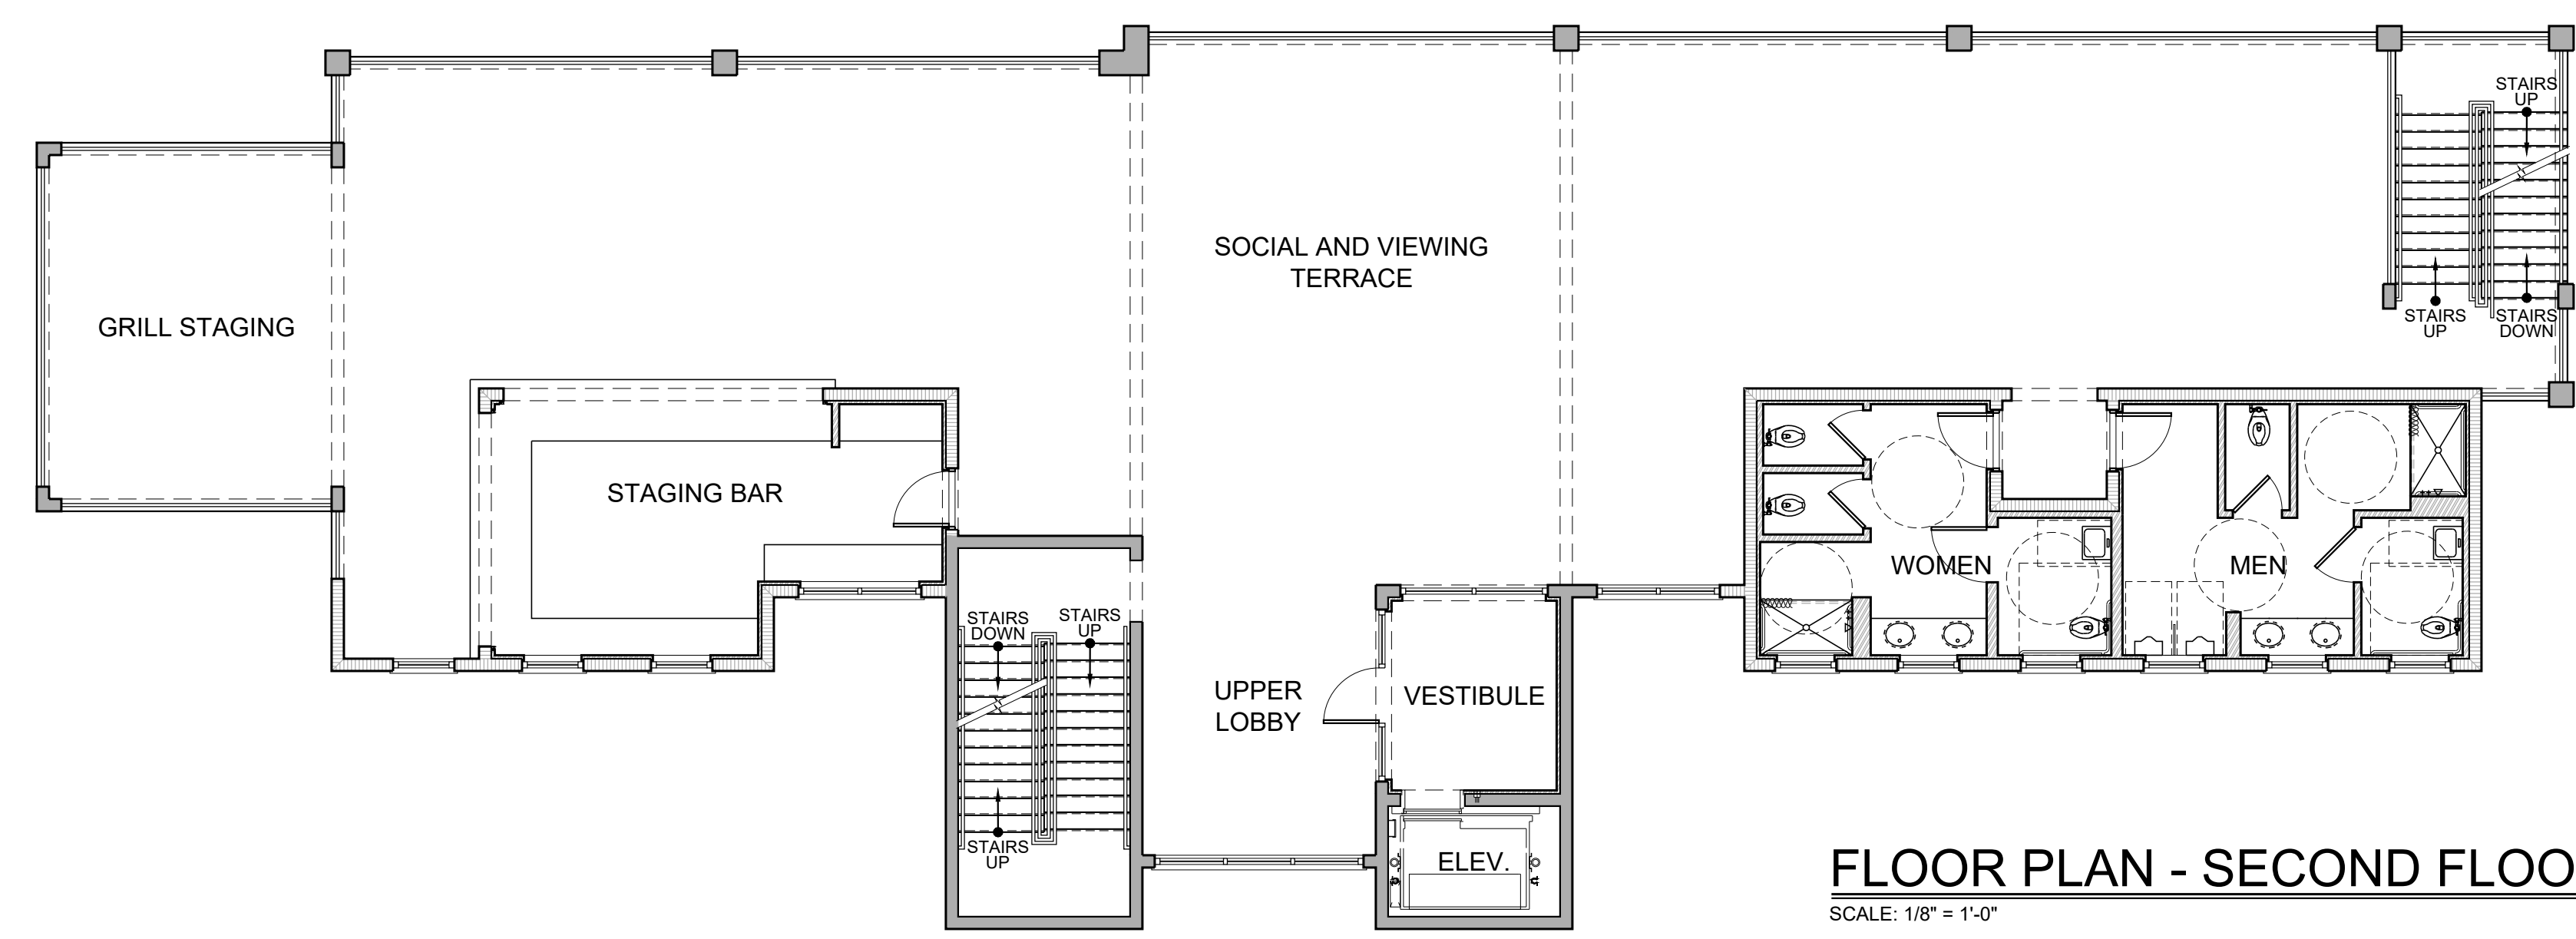 STAIRS
UP
SOCIAL AND VIEWING
TERRACE
GRILL STAGING
STAIRS
UP
STAIRS
DOWN
STAGING BAR
WOMEN
MEN
STAIRS
DOWN
STAIRS
UP
UPPER
LOBBY
VESTIBULE
STAIRS
UP
ELEV.
FLOOR PLAN - SECOND FLOO
SCALE: 1/8" = 1'-0"